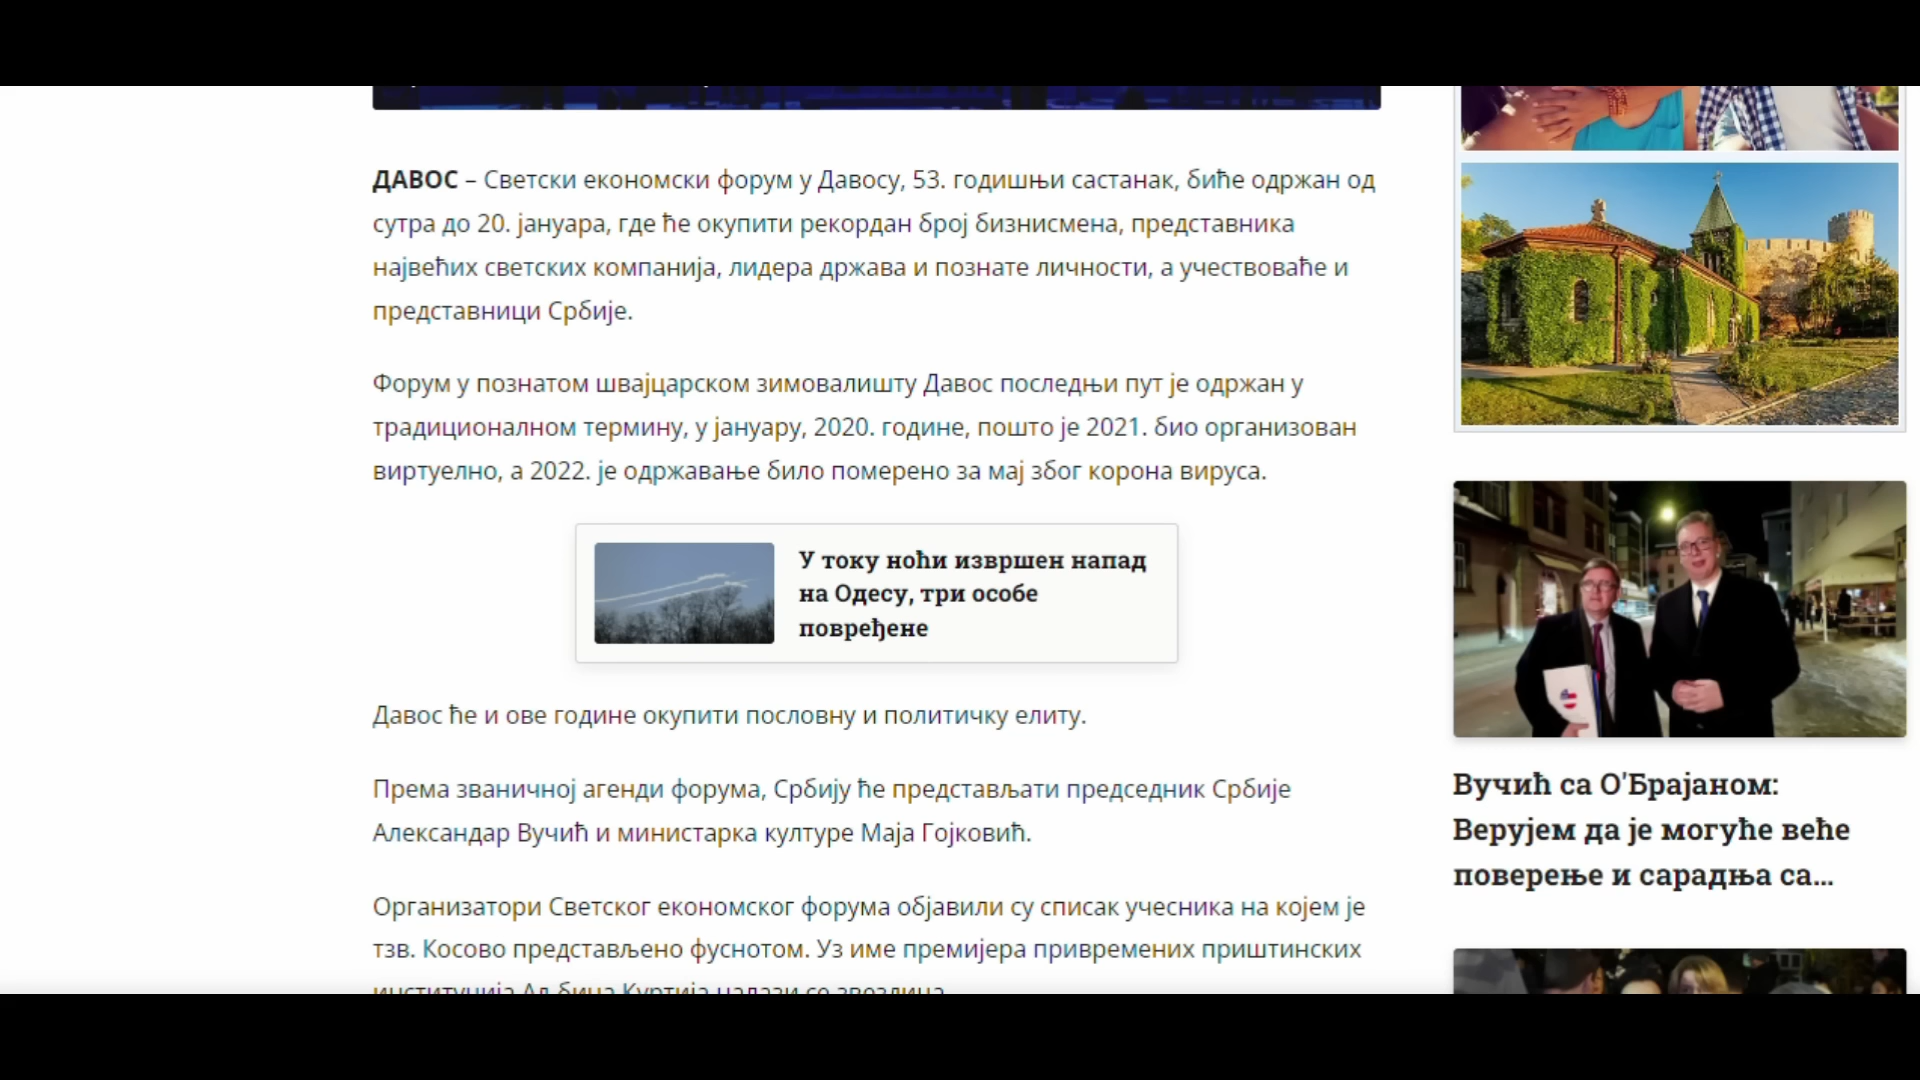 ДАВОС – Светски економски форум у Давосу, 53. годишњи састанак, биће одржан од
сутра до 20. јануара, где ће окупити рекордан број бизнисмена, представника
највећих светских компанија, лидера држава и познате личности, а учествоваће и
представници Србије.
Форум у познатом швајцарском зимовалишту Давос последњи пут је одржан у
традиционалном термину, у јануару, 2020. године, пошто је 2021. био организован
виртуелно, а 2022. је одржавање било померено за мај због корона вируса.
У току ноћи извршен напад
на Одесу, три особе
повређене
Давос ће и ове године окупити пословну и политичку елиту.
Према званичној агенди форума, Србију ће представљати председник Србије
Александар Вучић и министарка културе Маја Гојковић.
Организатори Светског економског форума објавили су списак учесника на којем је
тзв. Косово представљено фуснотом. Уз име премијера привремених приштинских
Вучић са О'Брајаном:
Верујем да је могуће веће
поверење и сарадња са...